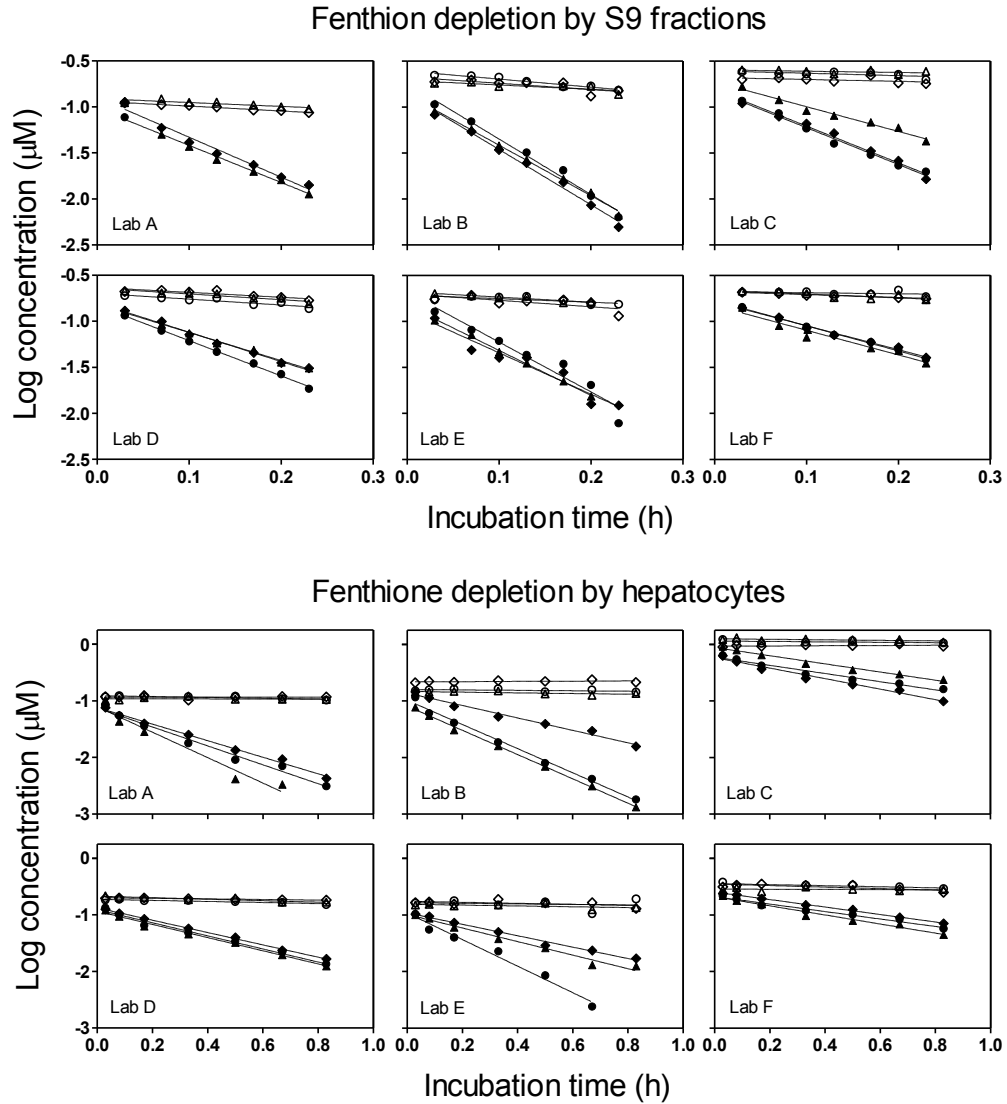 Fenthion depletion by S9 fractions
Log concentration (μM)
-0.5
-1.0
-1.5
-2.0
-2.5
Lab A
Lab B
Lab C
-0.5
-1.0
-1.5
-2.0
-2.5
Lab D
Lab E
Lab F
0.0 0.1 0.2 0.3 0.0 0.1 0.2 0.3 0.0 0.1 0.2 0.3
Incubation time (h)
Fenthione depletion by hepatocytes
Log concentration (μM)
0
-1
-2
-3
Lab A
Lab B
Lab C
0
-1
-2
-3
Lab D
Lab E
Lab F
0.0 0.2 0.4 0.6 0.8 1.0 0.0 0.2 0.4 0.6 0.8 1.0 0.0 0.2 0.4 0.6 0.8 1.0
Incubation time (h)